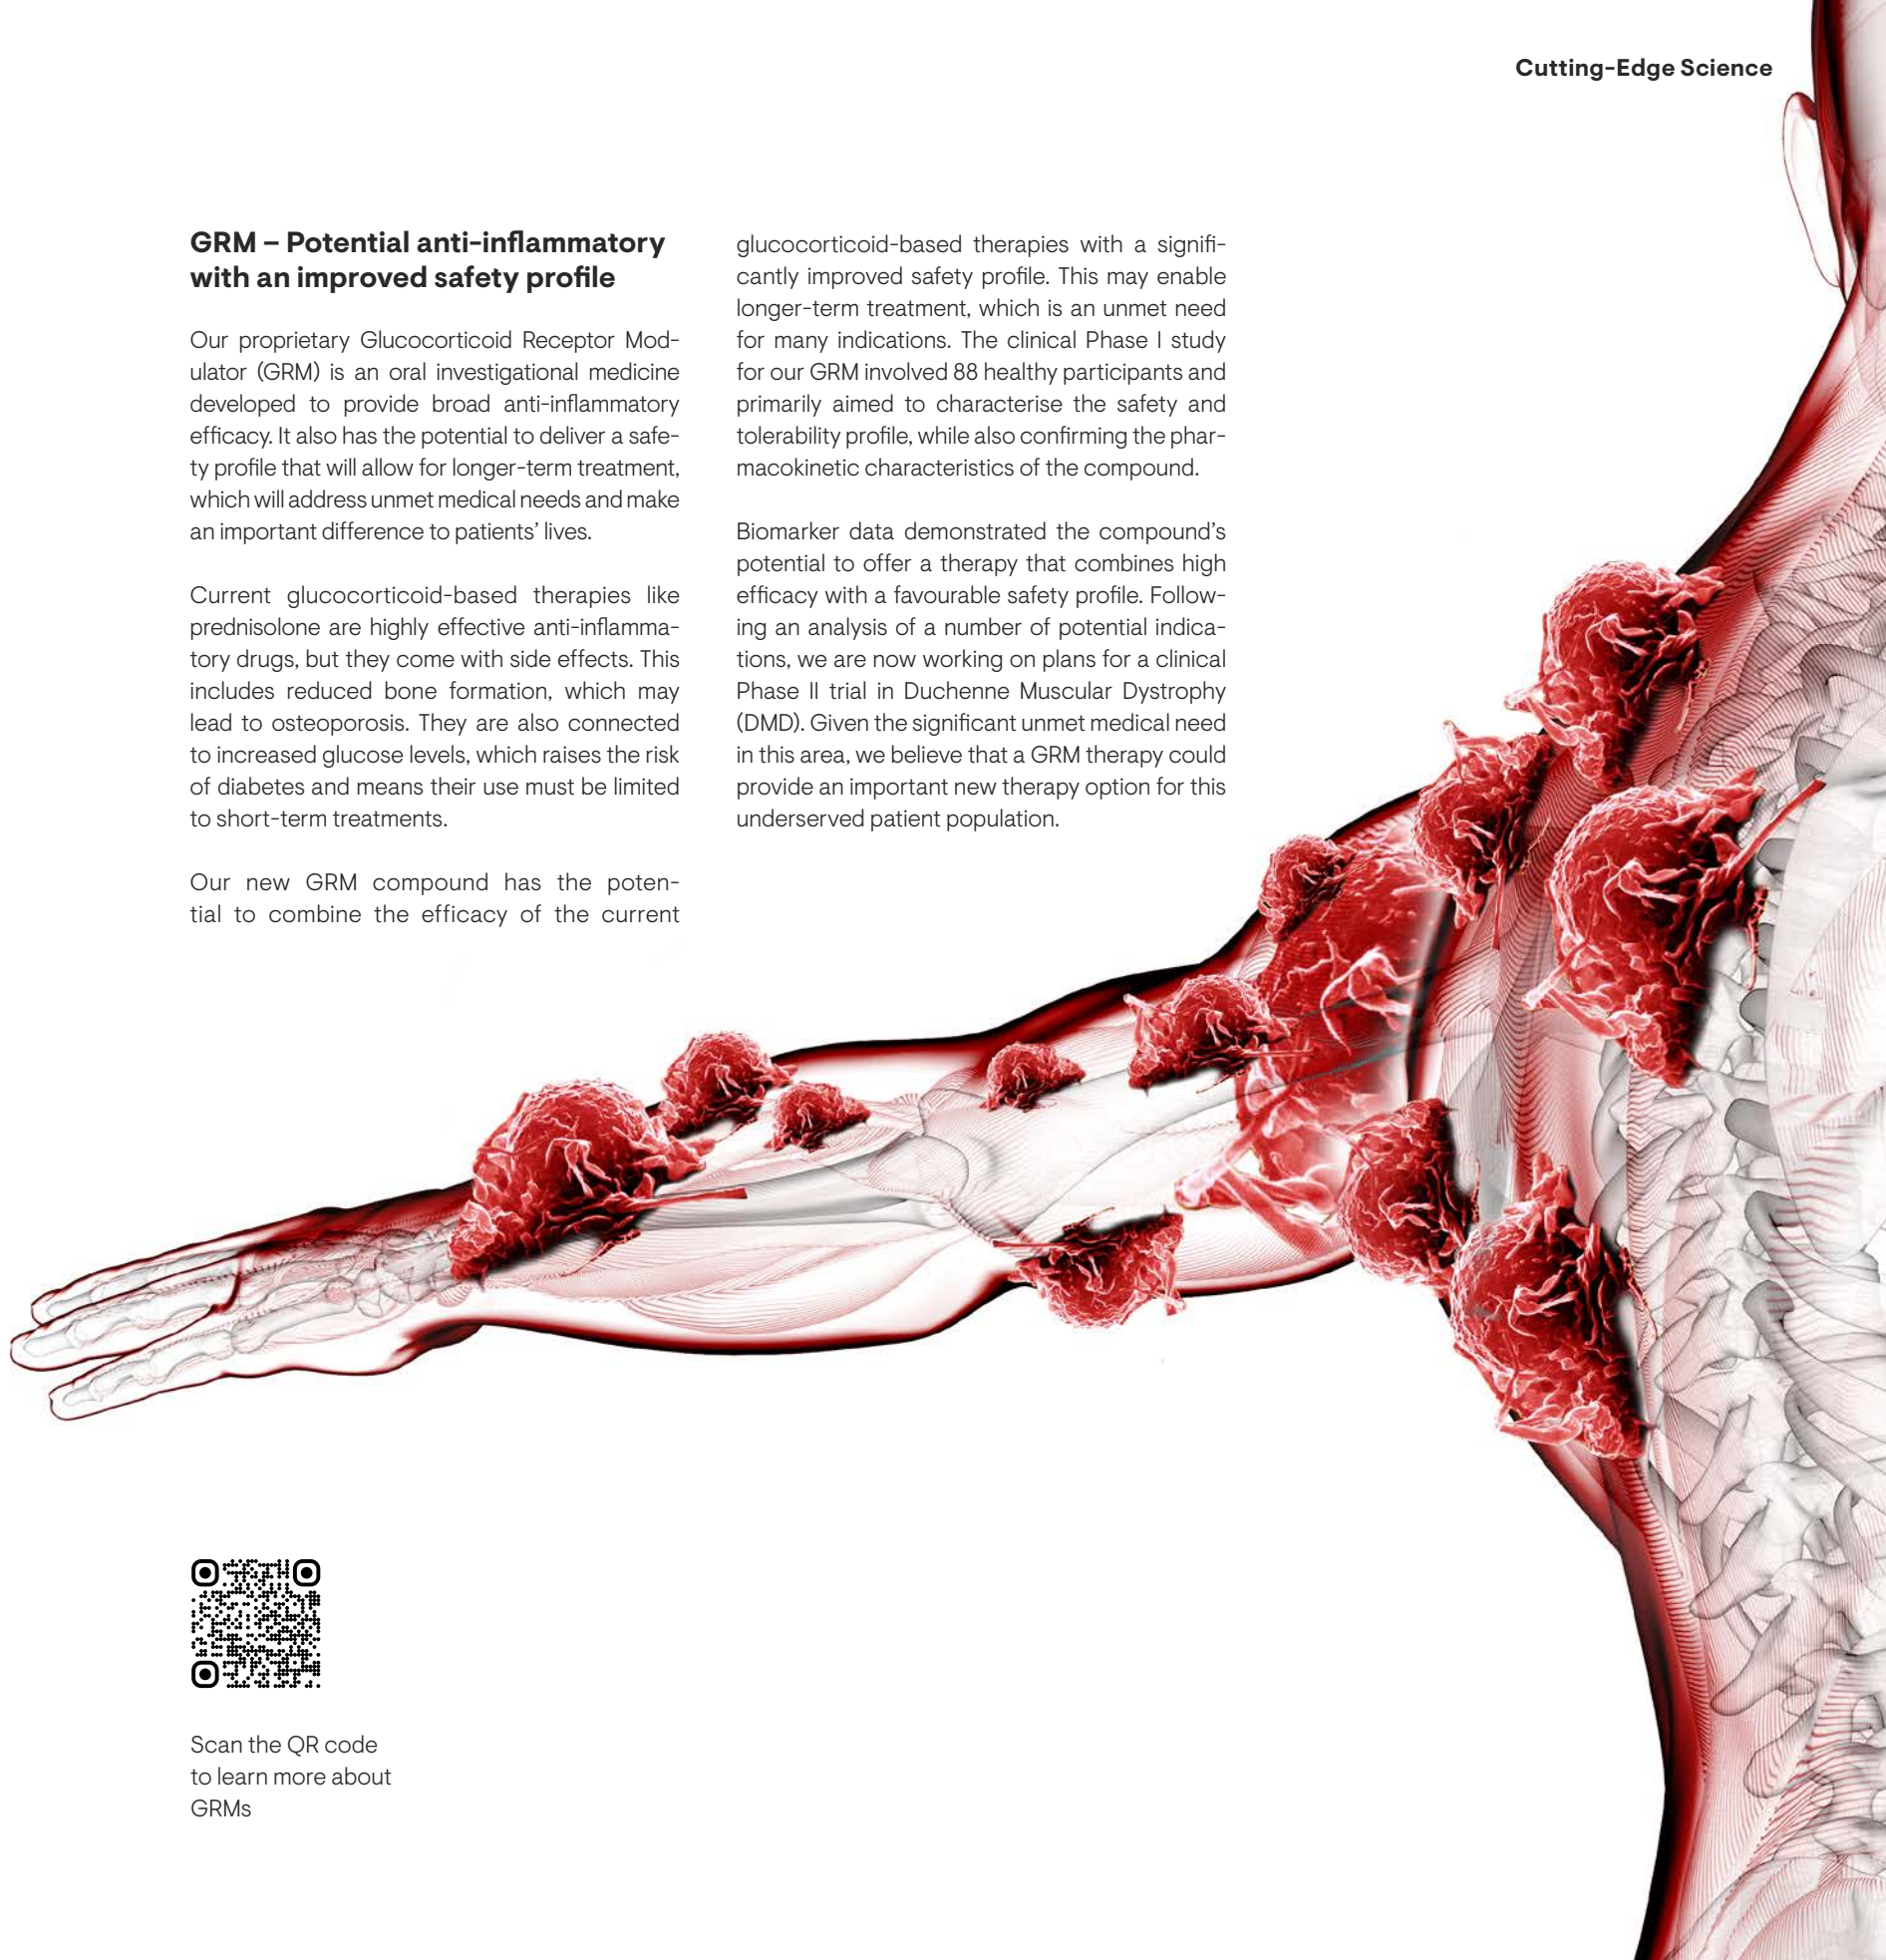 Cutting-Edge Science
GRM – Potential anti-inflammatory
with an improved safety profile
Our proprietary Glucocorticoid Receptor Mod-
ulator (GRM) is an oral investigational medicine
developed to provide broad anti-inflammatory
efficacy. It also has the potential to deliver a safe-
ty profile that will allow for longer-term treatment,
which will address unmet medical needs and make
an important difference to patients’ lives.
Current glucocorticoid-based therapies like
prednisolone are highly effective anti-inflamma-
tory drugs, but they come with side effects. This
includes reduced bone formation, which may
lead to osteoporosis. They are also connected
to increased glucose levels, which raises the risk
of diabetes and means their use must be limited
to short-term treatments.
Our new GRM compound has the poten-
tial to combine the efficacy of the current
glucocorticoid-based therapies with a signifi-
cantly improved safety profile. This may enable
longer-term treatment, which is an unmet need
for many indications. The clinical Phase I study
for our GRM involved 88 healthy participants and
primarily aimed to characterise the safety and
tolerability profile, while also confirming the phar-
macokinetic characteristics of the compound.
Biomarker data demonstrated the compound’s
potential to offer a therapy that combines high
efficacy with a favourable safety profile. Follow-
ing an analysis of a number of potential indica-
tions, we are now working on plans for a clinical
Phase II trial in Duchenne Muscular Dystrophy
(DMD). Given the significant unmet medical need
in this area, we believe that a GRM therapy could
provide an important new therapy option for this
underserved patient population.
Scan the QR code
to learn more about
GRMs